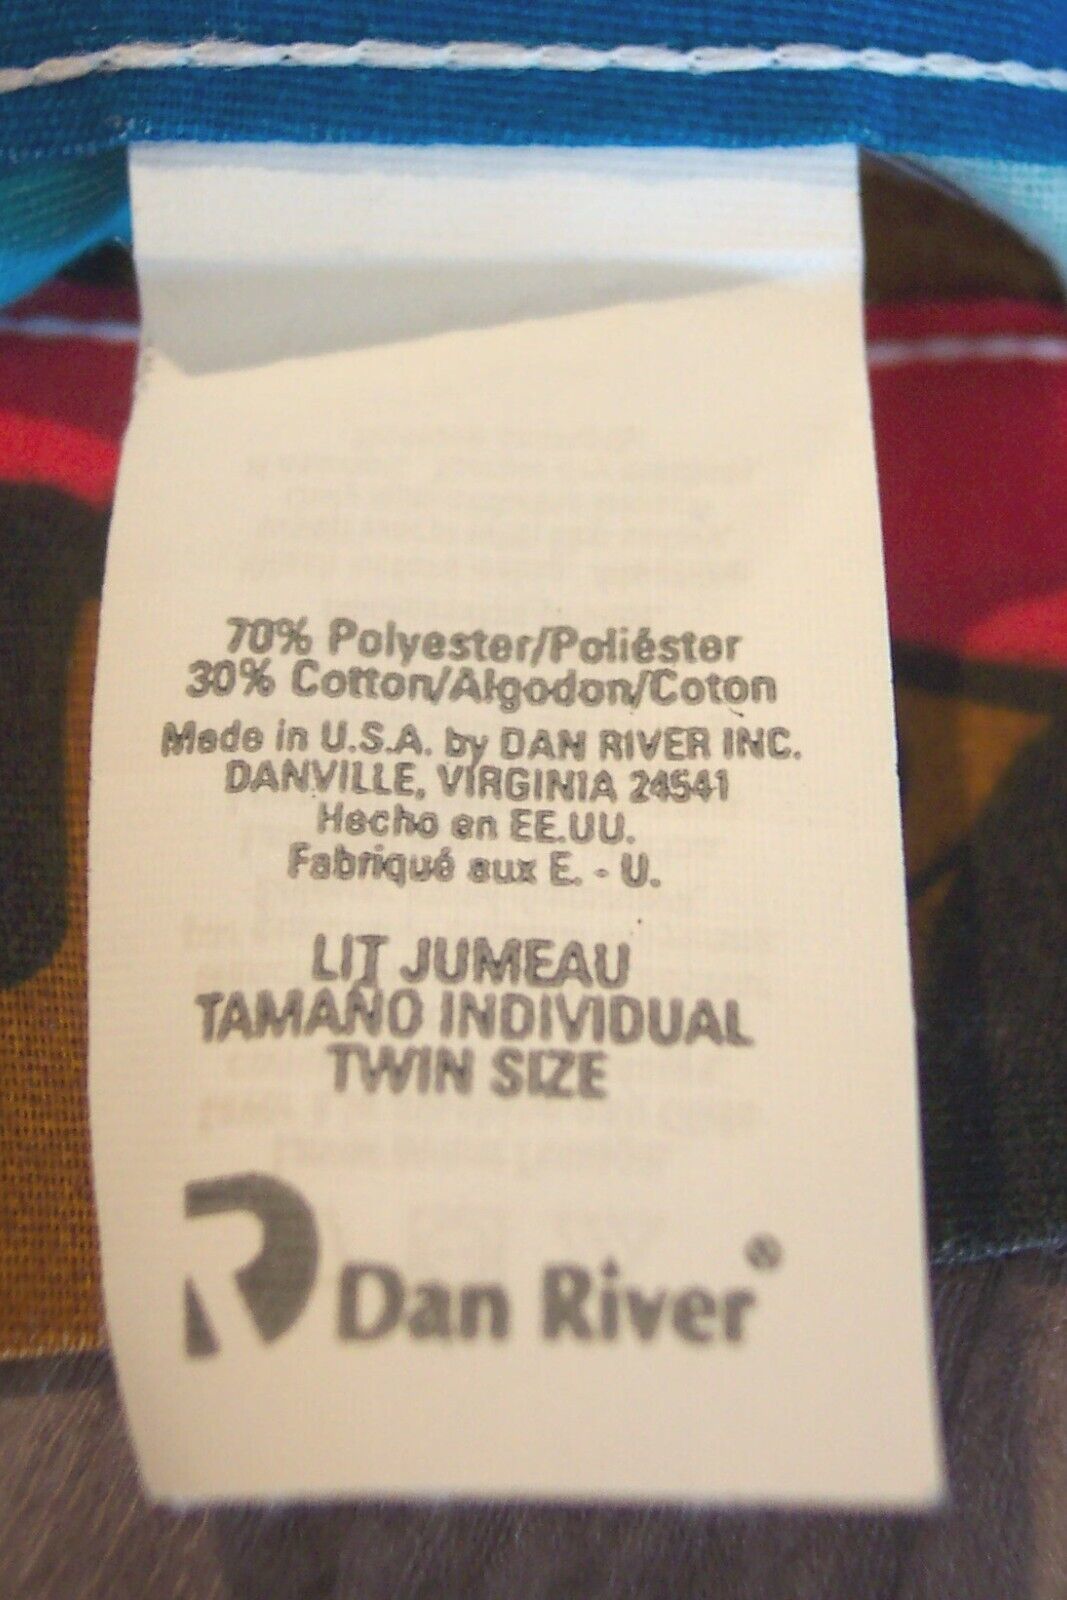 70% Polyester/Poliéster
30% Cotton/Algodon/Coton
Made in U.S.A. by DAN RIVER INC.
DANVILLE, VIRGINIA 24541
Hecho en EE.UU.
Fabriqué aux E. - U.
LIT JUMEAU
TAMAÑO INDIVIDUAL
TWIN SIZE
Dan River®